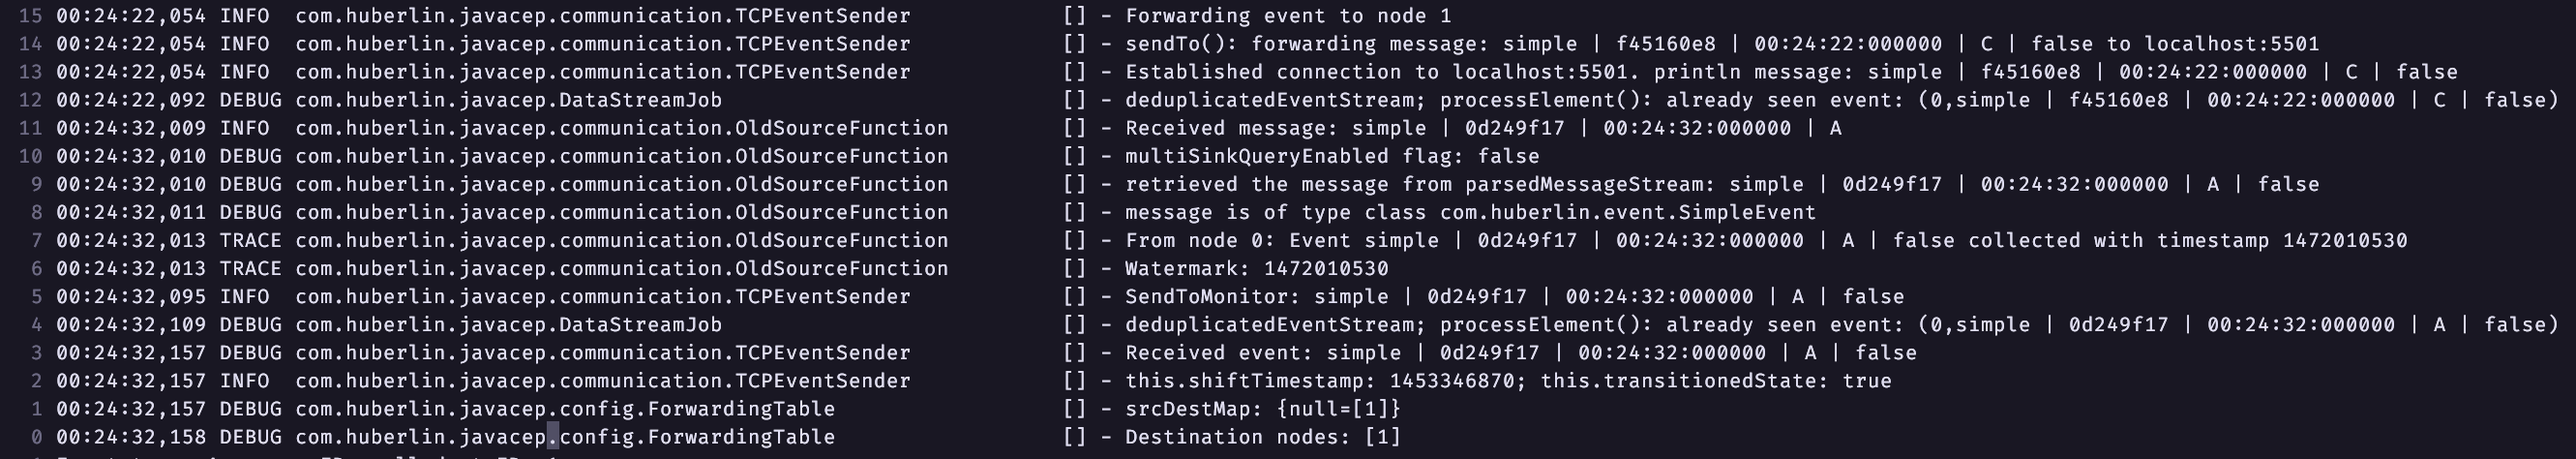 15 00:24:22,054 INFO  com.huberlin.javacep.communication.TCPEventSender            [] - Forwarding event to node 1
14 00:24:22,054 INFO  com.huberlin.javacep.communication.TCPEventSender            [] - sendTo(): forwarding message: simple | f45160e8 | 00:24:22:000000 | C | false to localhost:5501
13 00:24:22,054 INFO  com.huberlin.javacep.communication.TCPEventSender            [] - Established connection to localhost:5501. println message: simple | f45160e8 | 00:24:22:000000 | C | false
12 00:24:22,092 DEBUG com.huberlin.javacep.DataStreamJob                           [] - deduplicatedEventStream; processElement(): already seen event: (0,simple | f45160e8 | 00:24:22:000000 | C | false)
11 00:24:32,009 INFO  com.huberlin.javacep.communication.OldSourceFunction         [] - Received message: simple | 0d249f17 | 00:24:32:000000 | A
10 00:24:32,010 DEBUG com.huberlin.javacep.communication.OldSourceFunction         [] - multiSinkQueryEnabled flag: false
9 00:24:32,010 DEBUG com.huberlin.javacep.communication.OldSourceFunction         [] - retrieved the message from parsedMessageStream: simple | 0d249f17 | 00:24:32:000000 | A | false
8 00:24:32,011 DEBUG com.huberlin.javacep.communication.OldSourceFunction         [] - message is of type class com.huberlin.event.SimpleEvent
7 00:24:32,013 TRACE com.huberlin.javacep.communication.OldSourceFunction         [] - From node 0: Event simple | 0d249f17 | 00:24:32:000000 | A | false collected with timestamp 1472010530
6 00:24:32,013 TRACE com.huberlin.javacep.communication.OldSourceFunction         [] - Watermark: 1472010530
5 00:24:32,095 INFO  com.huberlin.javacep.communication.TCPEventSender            [] - SendToMonitor: simple | 0d249f17 | 00:24:32:000000 | A | false
4 00:24:32,109 DEBUG com.huberlin.javacep.DataStreamJob                           [] - deduplicatedEventStream; processElement(): already seen event: (0,simple | 0d249f17 | 00:24:32:000000 | A | false)
3 00:24:32,157 DEBUG com.huberlin.javacep.communication.TCPEventSender            [] - Received event: simple | 0d249f17 | 00:24:32:000000 | A | false
2 00:24:32,157 INFO  com.huberlin.javacep.communication.TCPEventSender            [] - this.shiftTimestamp: 1453346870; this.transitionedState: true
1 00:24:32,157 DEBUG com.huberlin.javacep.config.ForwardingTable                  [] - srcDestMap: {null=[1]}
0 00:24:32,158 DEBUG com.huberlin.javacep.config.ForwardingTable                  [] - Destination nodes: [1]